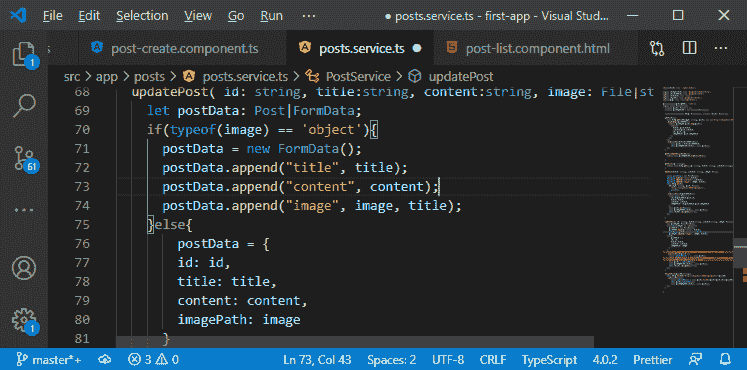 File Edit Selection View Go Run ··· posts.service.ts - first-app - Visual Stud...
s post-create.component.ts posts.service.ts post-list.component.html ···
src > app > posts > posts.service.ts > PostService > updatePost
68 updatePost( id: string, title:string, content:string, image: File|st
69 let postData: Post|FormData;
70 if(typeof(image) == 'object'){
71 postData = new FormData();
72 postData.append("title", title);
73 postData.append("content", content);
74 postData.append("image", image, title);
75 }else{
76 postData = {
77 id: id,
78 title: title,
79 content: content,
80 imagePath: image
81 }
1
61
1
master*+ 3 0 Ln 73, Col 43 Spaces: 2 UTF-8 CRLF TypeScript 4.0.2 Prettier